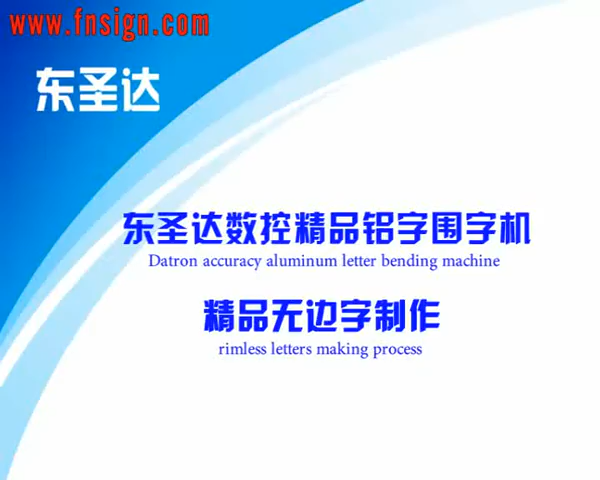 www.fnsign.com
东圣达
东圣达数控精品铝字围字机
Datron accuracy aluminum letter bending machine
精品无边字制作
rimless letters making process